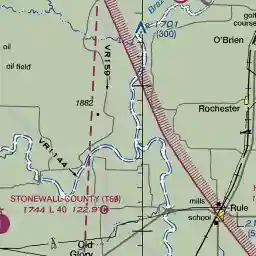 Braz
1701
(300)
golf
course
O'Brien
oil
oil field
VR159
1882
Rochester
VR1144
STONEWALL COUNTY (T60)
1744 L 40 122.9
mills
school
Rule
Old
Glory